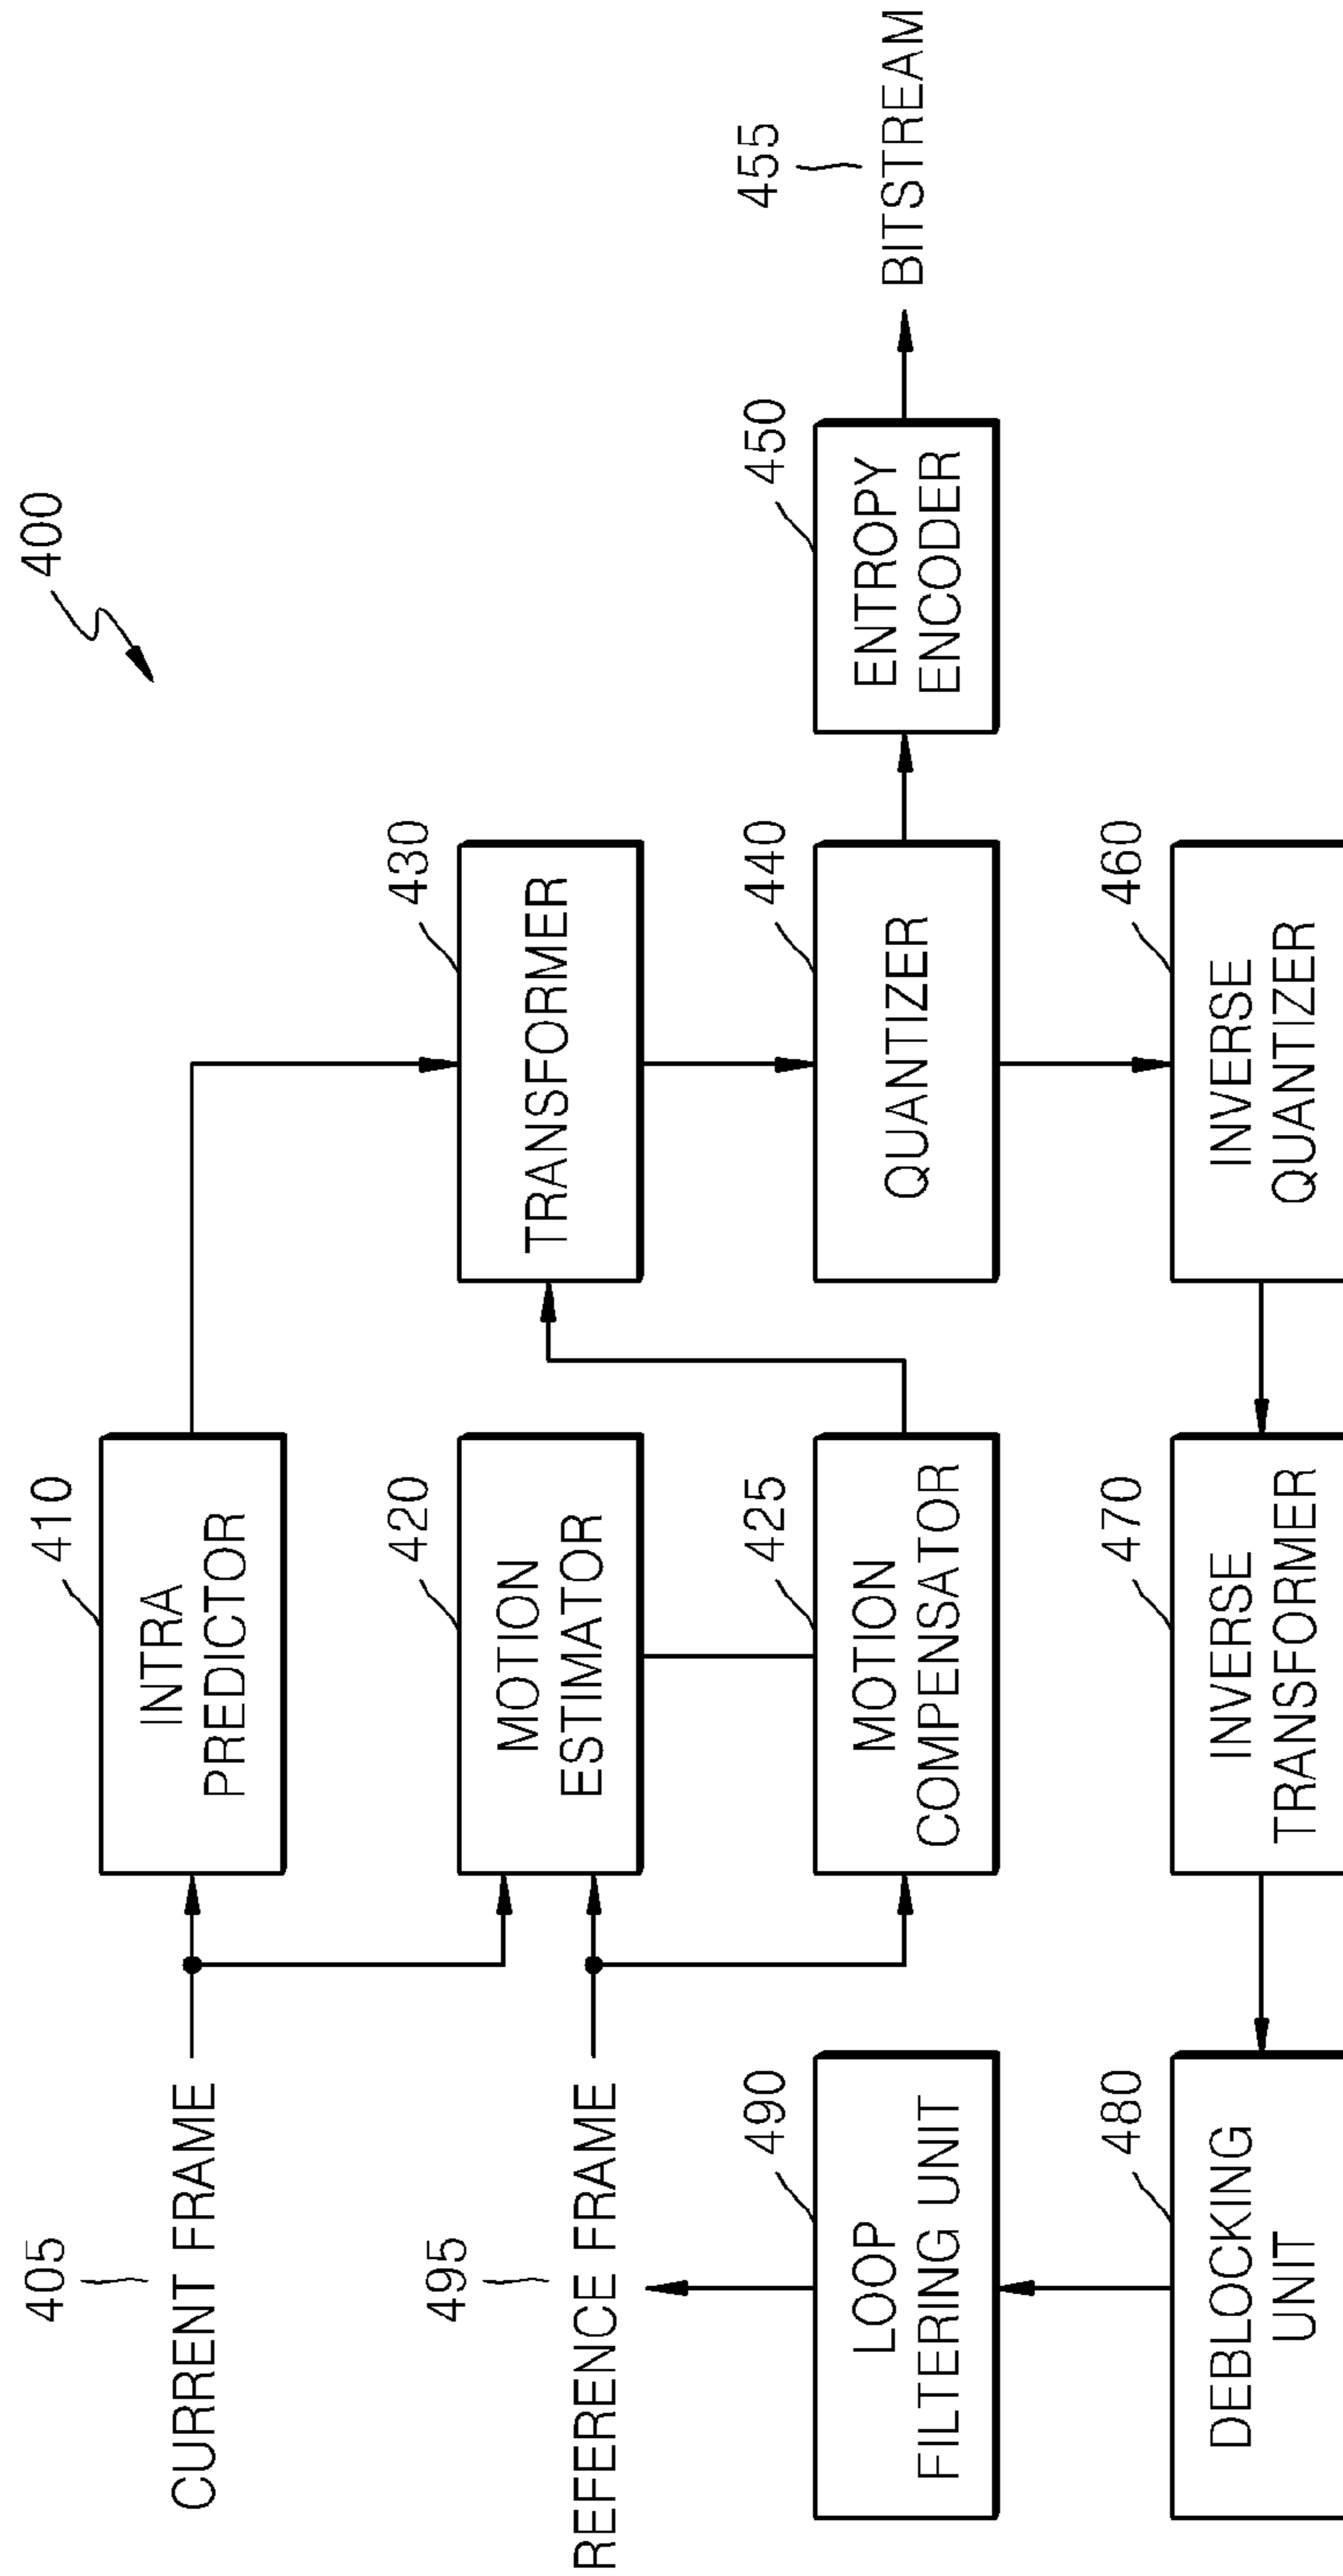 400
405
CURRENT FRAME
410
INTRA
PREDICTOR
495
REFERENCE FRAME
420
MOTION
ESTIMATOR
430
TRANSFORMER
490
LOOP
FILTERING UNIT
425
MOTION
COMPENSATOR
440
QUANTIZER
450
ENTROPY
ENCODER
455
BITSTREAM
480
DEBLOCKING
UNIT
470
INVERSE
TRANSFORMER
460
INVERSE
QUANTIZER